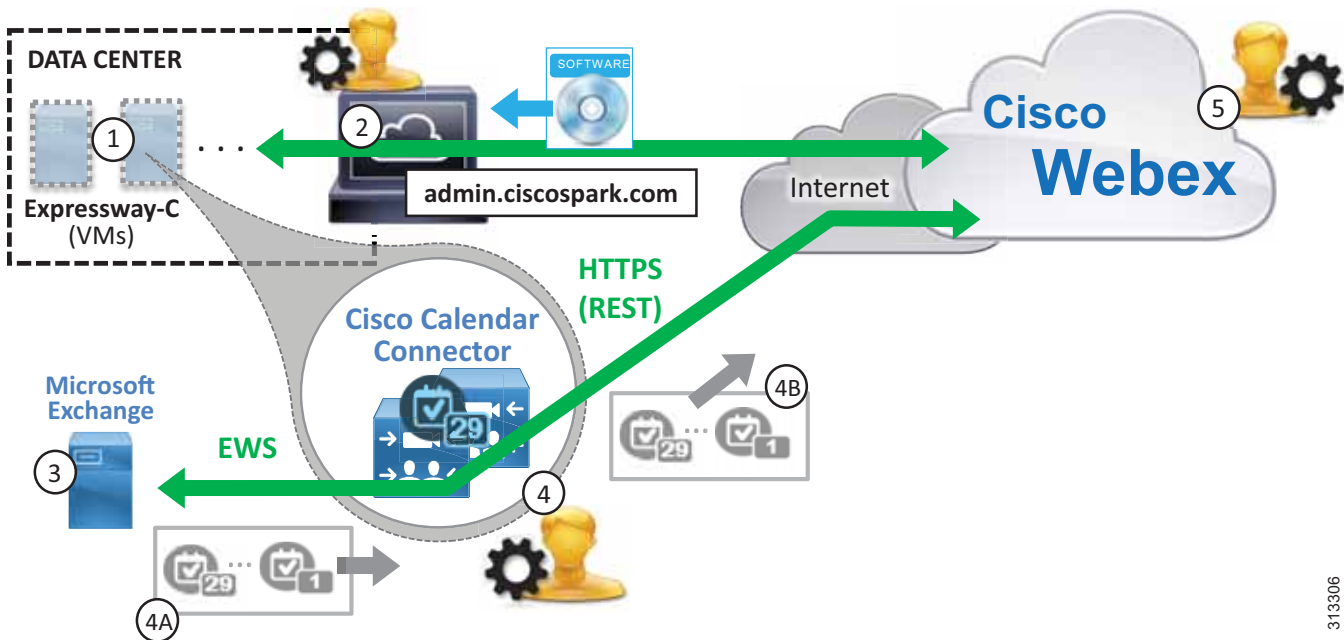 DATA CENTER
SOFTWARE
1
2
5
. . .
Cisco
Webex
Expressway-C
(VMs)
admin.ciscospark.com
Internet
HTTPS
(REST)
Cisco Calendar
Connector
Microsoft
Exchange
29
4B
29 ... 1
EWS
3
4
29 ... 1
4A
313306